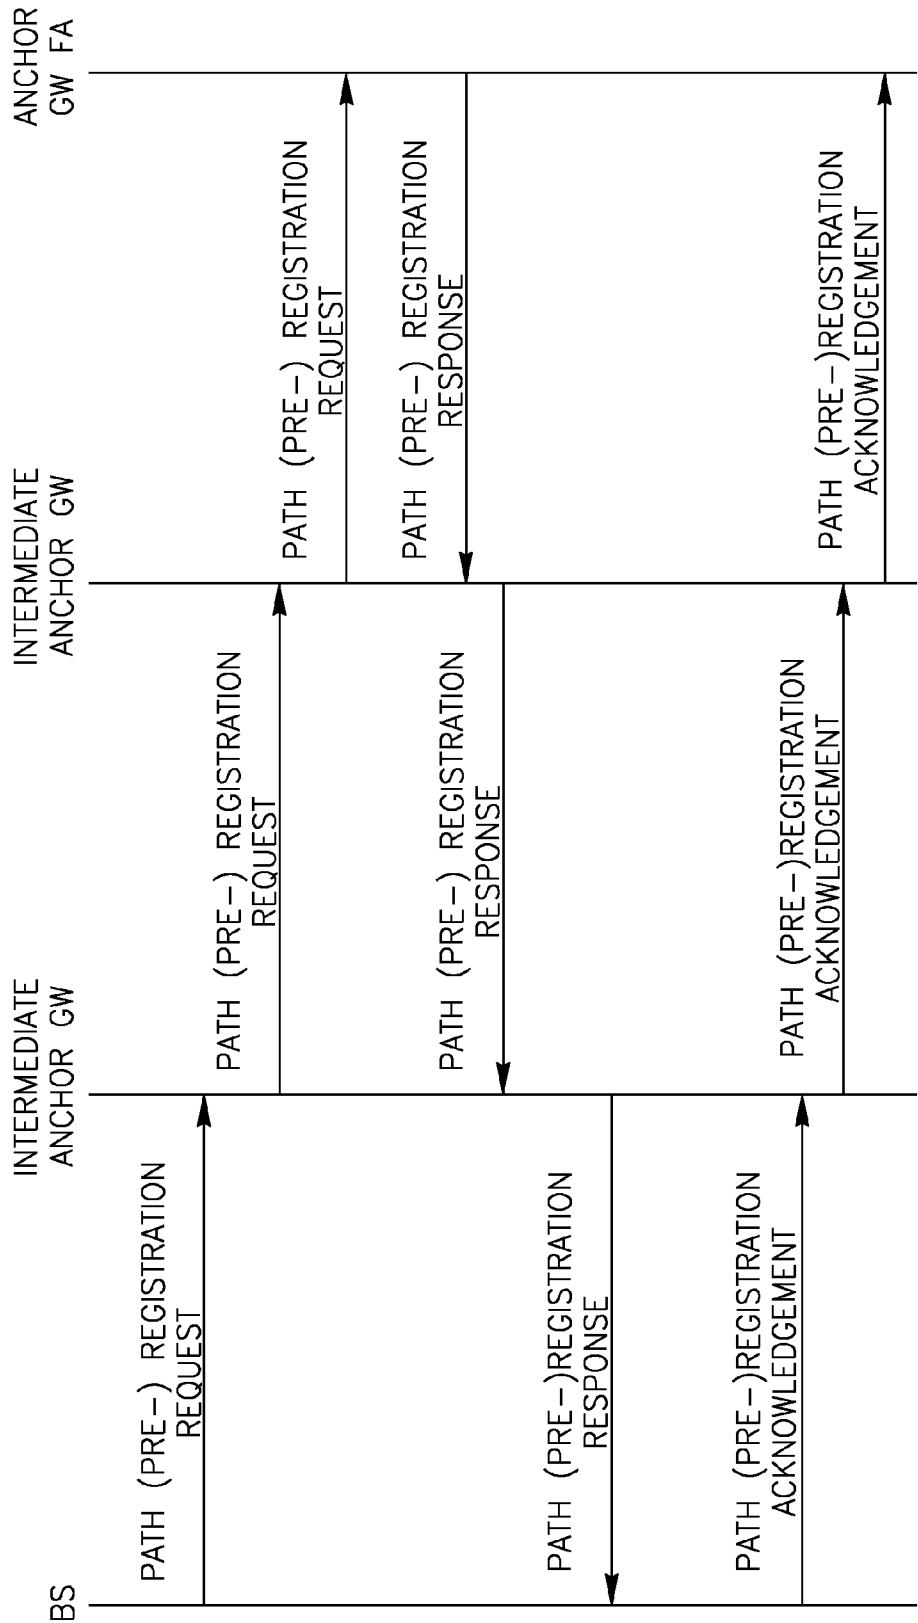 BS
INTERMEDIATE
ANCHOR GW
INTERMEDIATE
ANCHOR GW
ANCHOR
GW FA
PATH (PRE-) REGISTRATION
REQUEST
PATH (PRE-) REGISTRATION
REQUEST
PATH (PRE-) REGISTRATION
REQUEST
PATH (PRE-) REGISTRATION
RESPONSE
PATH (PRE-) REGISTRATION
RESPONSE
PATH (PRE-)REGISTRATION
RESPONSE
PATH (PRE-)REGISTRATION
ACKNOWLEDGEMENT
PATH (PRE-)REGISTRATION
ACKNOWLEDGEMENT
PATH (PRE-)REGISTRATION
ACKNOWLEDGEMENT